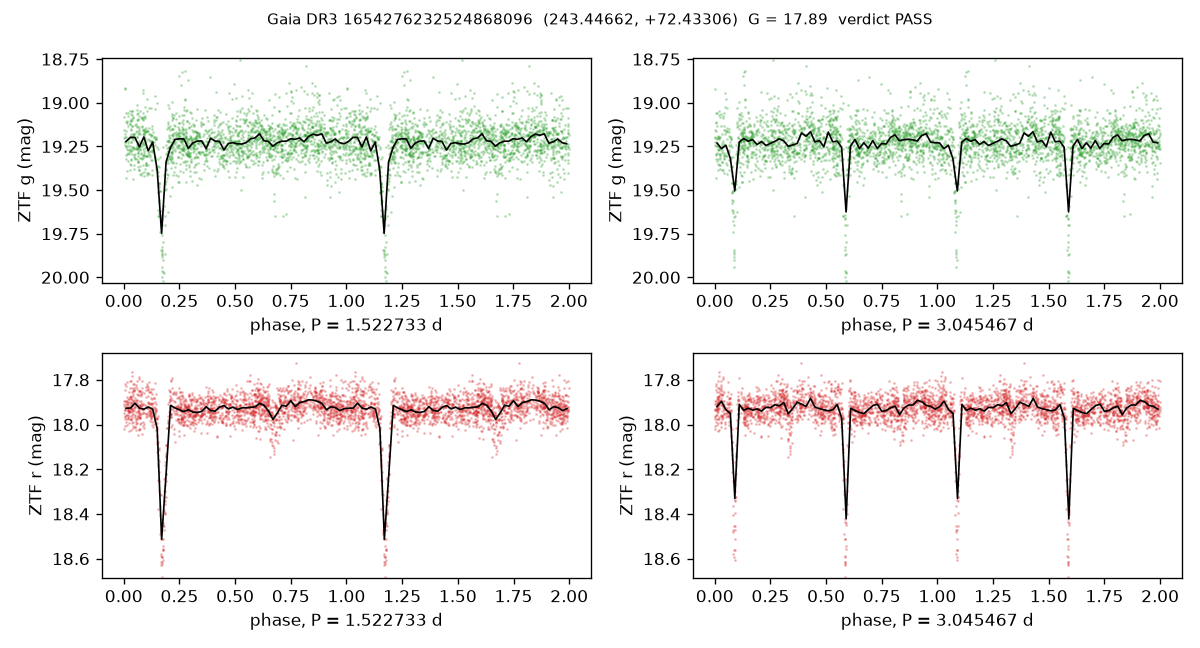 Gaia DR3 1654276232524868096 (243.44662, +72.43306) G = 17.89 verdict PASS
ZTF g (mag)
18.75
19.00
19.25
19.50
19.75
20.00
0.00 0.25 0.50 0.75 1.00 1.25 1.50 1.75 2.00
phase, P = 1.522733 d
ZTF g (mag)
18.75
19.00
19.25
19.50
19.75
20.00
0.00 0.25 0.50 0.75 1.00 1.25 1.50 1.75 2.00
phase, P = 3.045467 d
ZTF r (mag)
17.8
18.0
18.2
18.4
18.6
0.00 0.25 0.50 0.75 1.00 1.25 1.50 1.75 2.00
phase, P = 1.522733 d
ZTF r (mag)
17.8
18.0
18.2
18.4
18.6
0.00 0.25 0.50 0.75 1.00 1.25 1.50 1.75 2.00
phase, P = 3.045467 d